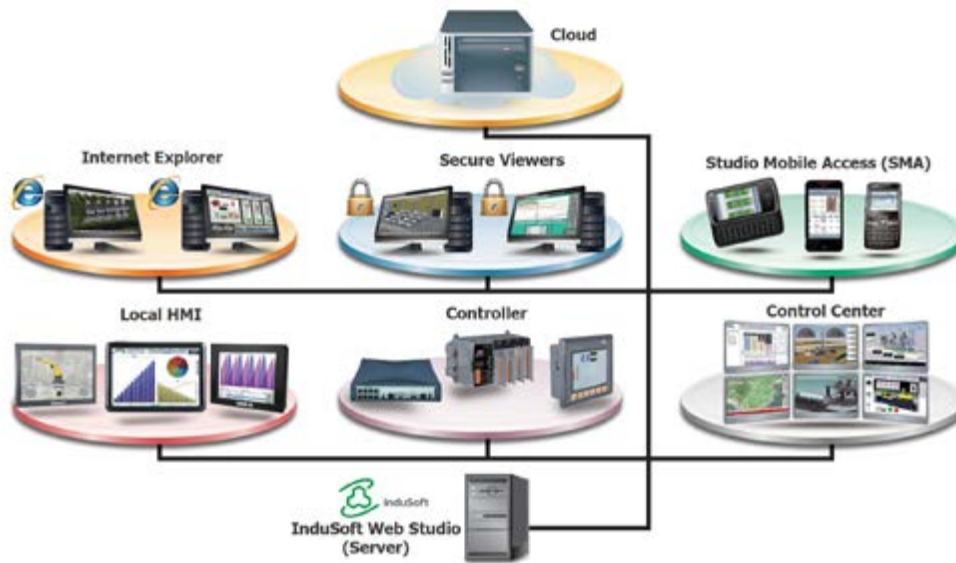 Cloud
Internet Explorer
Secure Viewers
Studio Mobile Access (SMA)
Local HMI
Controller
Control Center
InduSoft
InduSoft Web Studio
(Server)